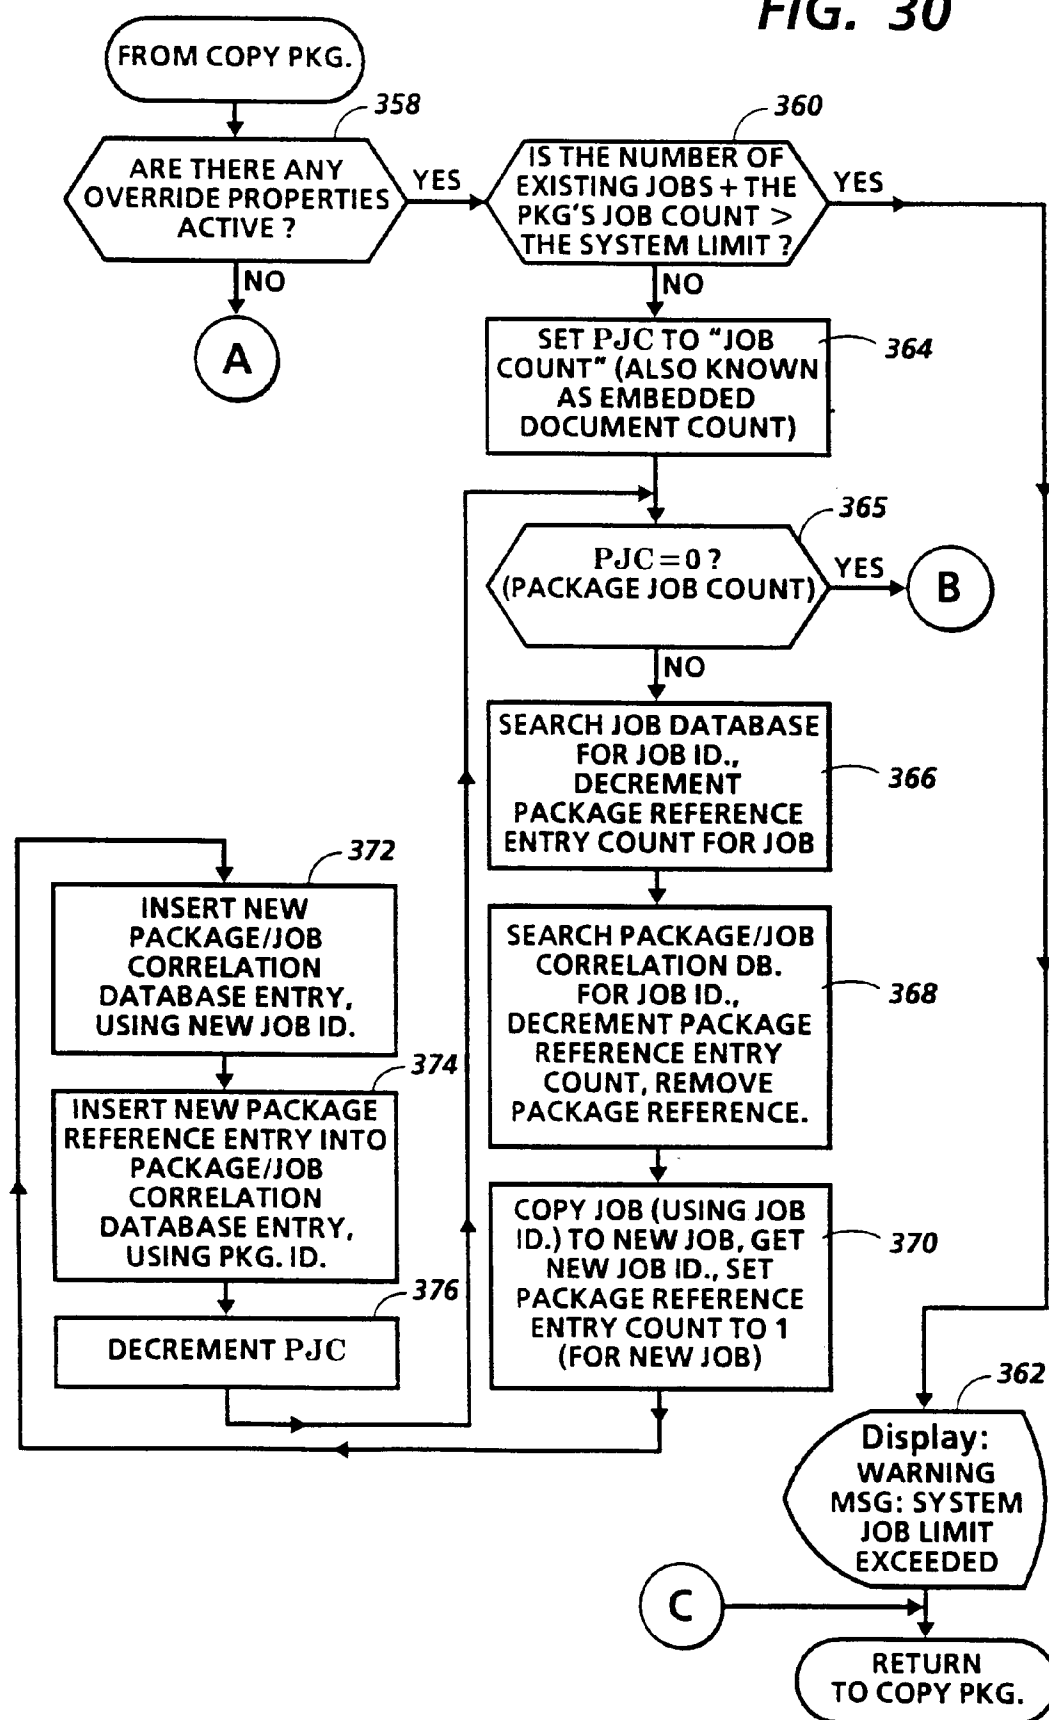 FIG. 30
FROM COPY PKG.
358
ARE THERE ANY
OVERRIDE PROPERTIES
ACTIVE ?
YES
NO
A
360
IS THE NUMBER OF
EXISTING JOBS + THE
PKG'S JOB COUNT >
THE SYSTEM LIMIT ?
YES
NO
SET PJC TO "JOB
COUNT" (ALSO KNOWN
AS EMBEDDED
DOCUMENT COUNT)
364
365
PJC = 0 ?
(PACKAGE JOB COUNT)
YES
B
NO
SEARCH JOB DATABASE
FOR JOB ID.,
DECREMENT
PACKAGE REFERENCE
ENTRY COUNT FOR JOB
366
SEARCH PACKAGE/JOB
CORRELATION DB.
FOR JOB ID.,
DECREMENT PACKAGE
REFERENCE ENTRY
COUNT, REMOVE
PACKAGE REFERENCE.
368
COPY JOB (USING JOB
ID.) TO NEW JOB, GET
NEW JOB ID., SET
PACKAGE REFERENCE
ENTRY COUNT TO 1
(FOR NEW JOB)
370
372
INSERT NEW
PACKAGE/JOB
CORRELATION
DATABASE ENTRY,
USING NEW JOB ID.
374
INSERT NEW PACKAGE
REFERENCE ENTRY INTO
PACKAGE/JOB
CORRELATION
DATABASE ENTRY,
USING PKG. ID.
376
DECREMENT PJC
362
Display:
WARNING
MSG: SYSTEM
JOB LIMIT
EXCEEDED
C
RETURN
TO COPY PKG.